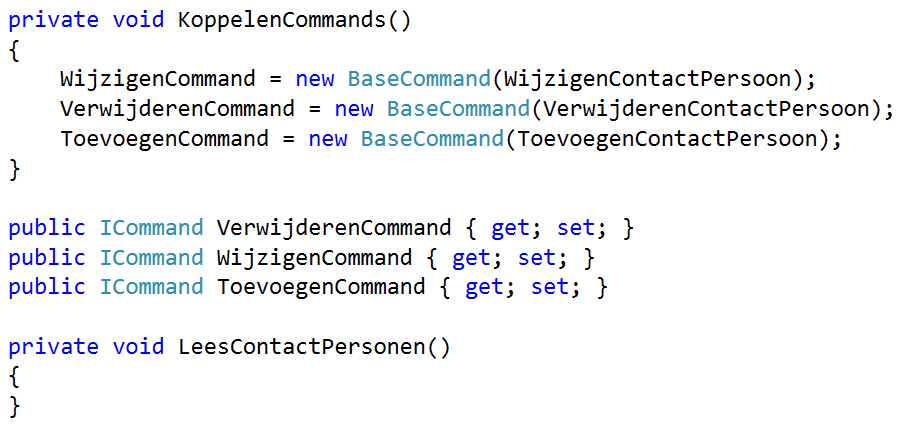 private void KoppelenCommands()
{
    WijzigenCommand = new BaseCommand(WijzigenContactPersoon);
    VerwijderenCommand = new BaseCommand(VerwijderenContactPersoon);
    ToevoegenCommand = new BaseCommand(ToevoegenContactPersoon);
}

public ICommand VerwijderenCommand { get; set; }
public ICommand WijzigenCommand { get; set; }
public ICommand ToevoegenCommand { get; set; }

private void LeesContactPersonen()
{
}